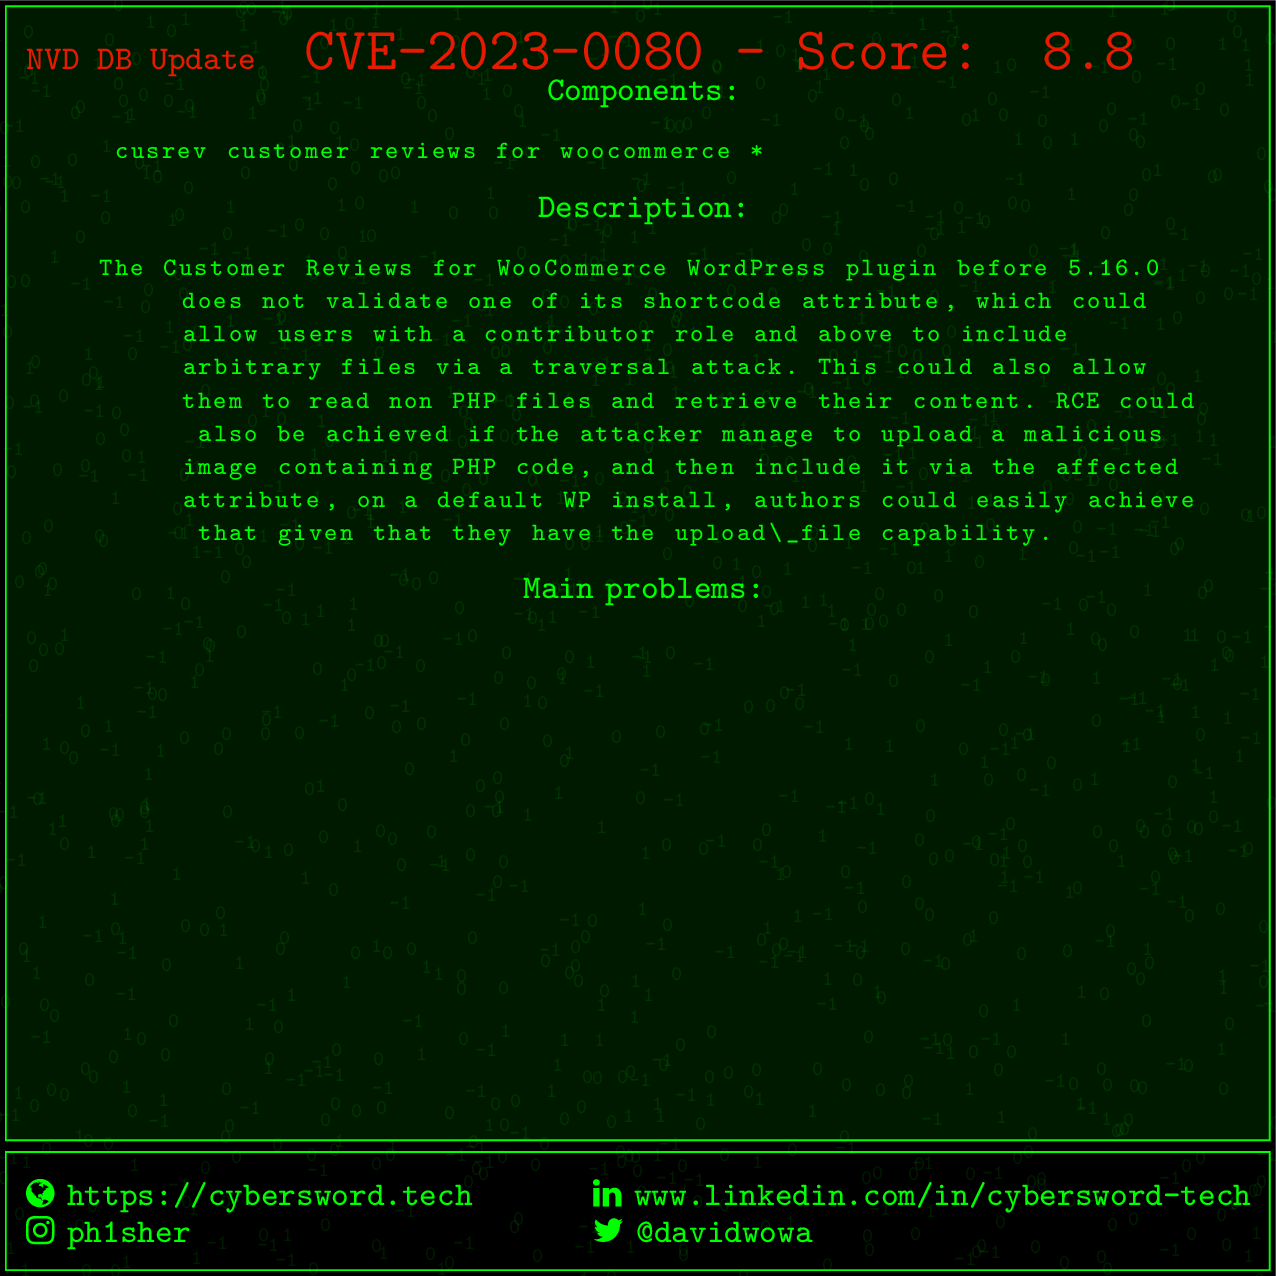 NVD DB Update CVE-2023-0080 - Score: 8.8
Components:
cusrev customer reviews for woocommerce *
Description:
The Customer Reviews for WooCommerce WordPress plugin before 5.16.0
does not validate one of its shortcode attribute, which could
allow users with a contributor role and above to include
arbitrary files via a traversal attack. This could also allow
them to read non PHP files and retrieve their content. RCE could
also be achieved if the attacker manage to upload a malicious
image containing PHP code, and then include it via the affected
attribute, on a default WP install, authors could easily achieve
that given that they have the upload\_file capability.
Main problems:
https://cybersword.tech www.linkedin.com/in/cybersword-tech
ph1sher @davidwowa